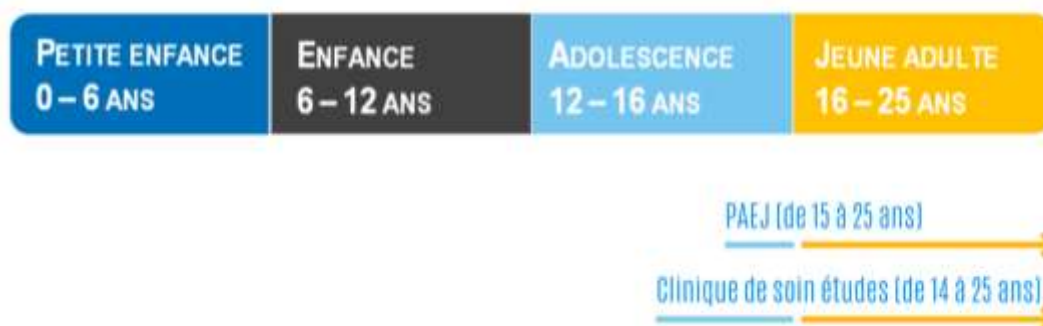 PETITE ENFANCE
0 – 6 ANS
ENFANCE
6 – 12 ANS
ADOLESCENCE
12 – 16 ANS
JEUNE ADULTE
16 – 25 ANS
PAEJ (de 15 à 25 ans)
Clinique de soin études (de 14 à 25 ans)